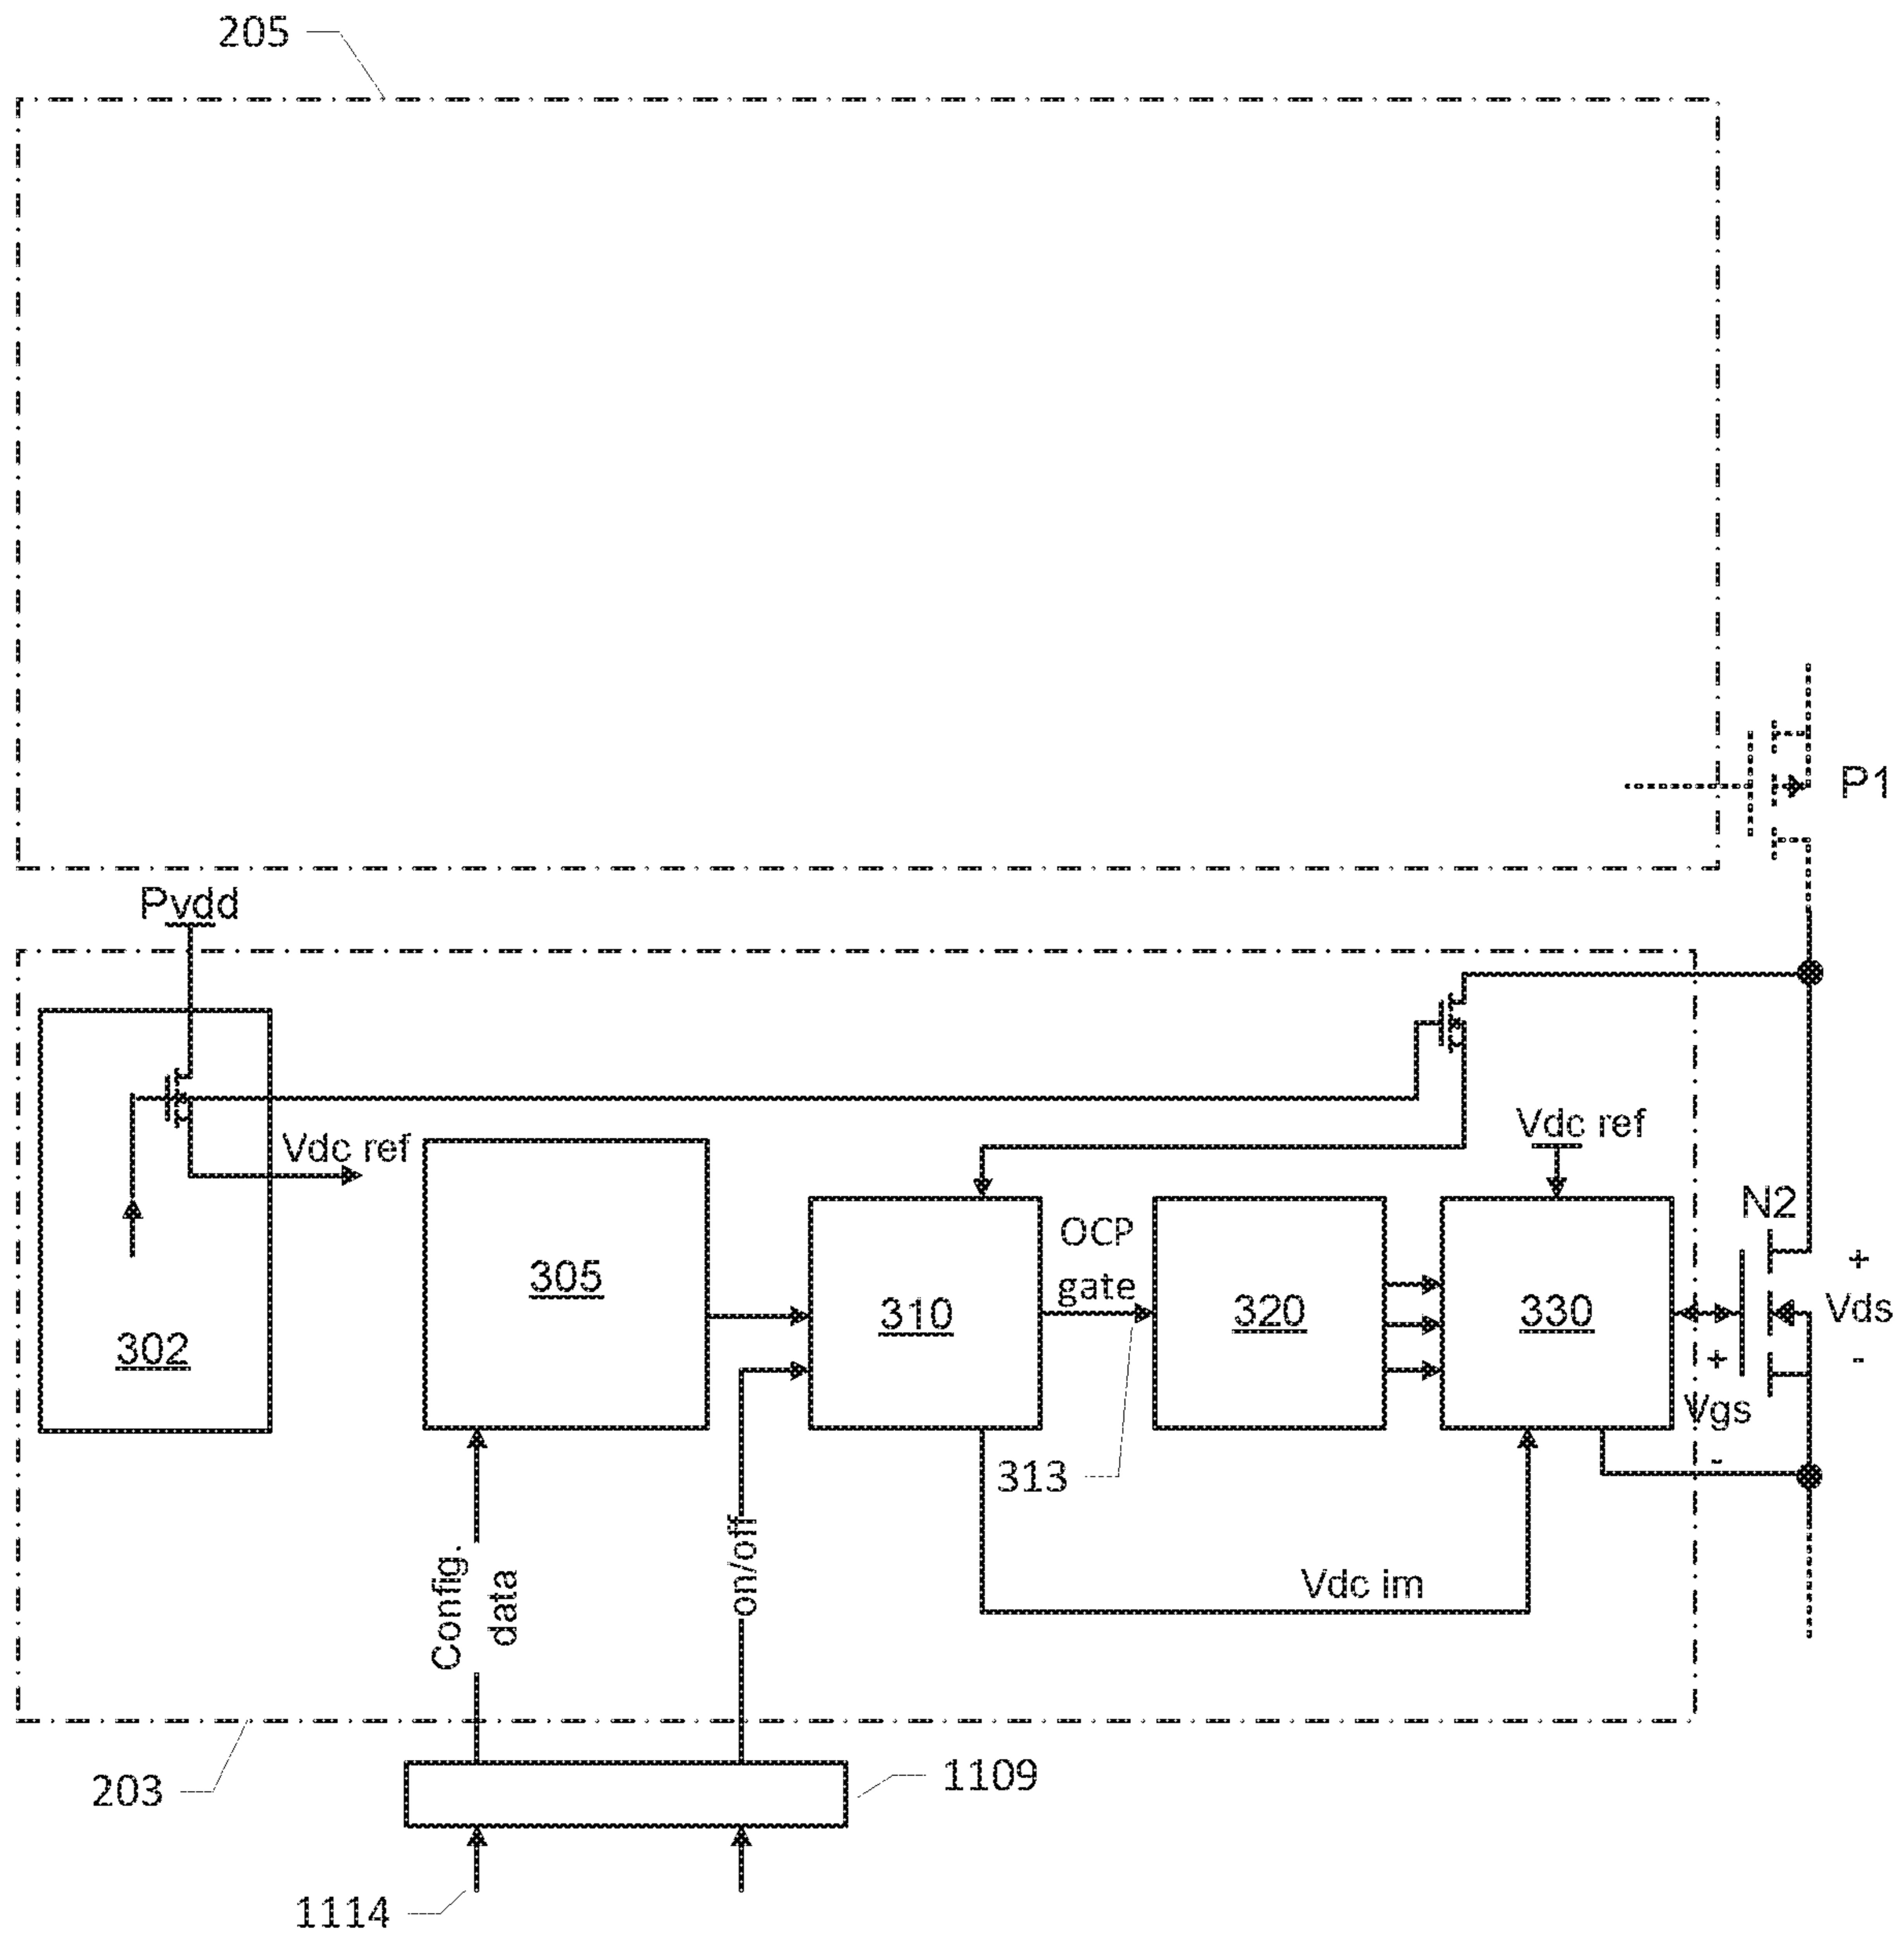 205
P1
Pvdd
Vdc ref
Vdc ref
N2
OCP
gate
305
310
320
330
+
Vds
-
302
+
Vgs
-
313
Config.
data
on/off
Vdc im
203
1109
1114